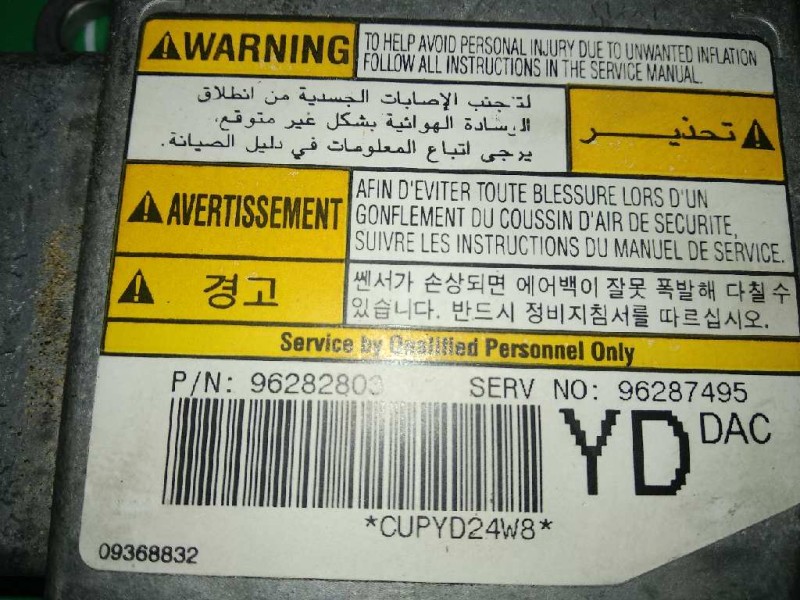 WARNING
TO HELP AVOID PERSONAL INJURY DUE TO UNWANTED INFLATION
FOLLOW ALL INSTRUCTIONS IN THE SERVICE MANUAL.
لتجنب الإصابات الجسدية من انطلاق
الوسادة الهوائية بشكل غير متوقع،
يرجى اتباع المعلومات في دليل الصيانة.
تحذير
AVERTISSEMENT
AFIN D'EVITER TOUTE BLESSURE LORS D'UN
GONFLEMENT DU COUSSIN D'AIR DE SECURITE,
SUIVRE LES INSTRUCTIONS DU MANUEL DE SERVICE.
경고
쎈서가 손상되면 에어백이 잘못 폭발해 다칠 수
있습니다. 반드시 정비지침서를 따르십시오.
Service by Qualified Personnel Only
P/N: 96282803 SERV NO: 96287495
YD DAC
*CUPYD24W8*
09368832